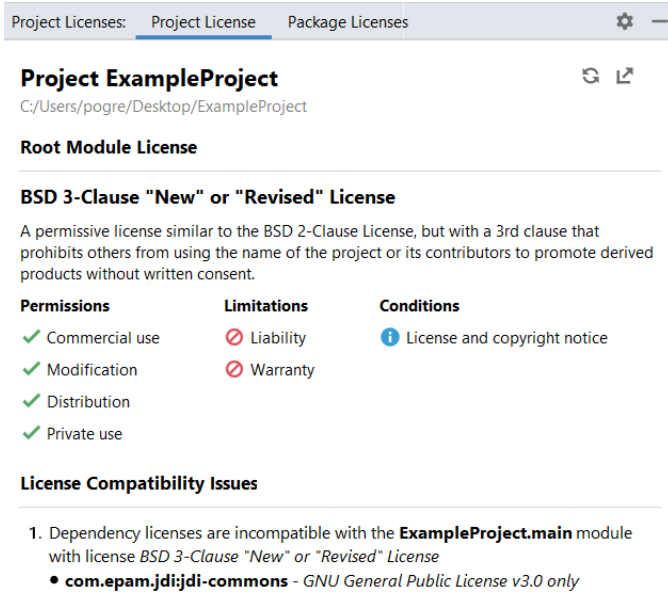 Project Licenses: Project License Package Licenses
Project ExampleProject
C:/Users/pogre/Desktop/ExampleProject
Root Module License
BSD 3-Clause "New" or "Revised" License
A permissive license similar to the BSD 2-Clause License, but with a 3rd clause that
prohibits others from using the name of the project or its contributors to promote derived
products without written consent.
Permissions Limitations Conditions
Commercial use Liability License and copyright notice
Modification Warranty
Distribution
Private use
License Compatibility Issues
1. Dependency licenses are incompatible with the ExampleProject.main module
with license BSD 3-Clause "New" or "Revised" License
• com.epam.jdi:jdi-commons - GNU General Public License v3.0 only